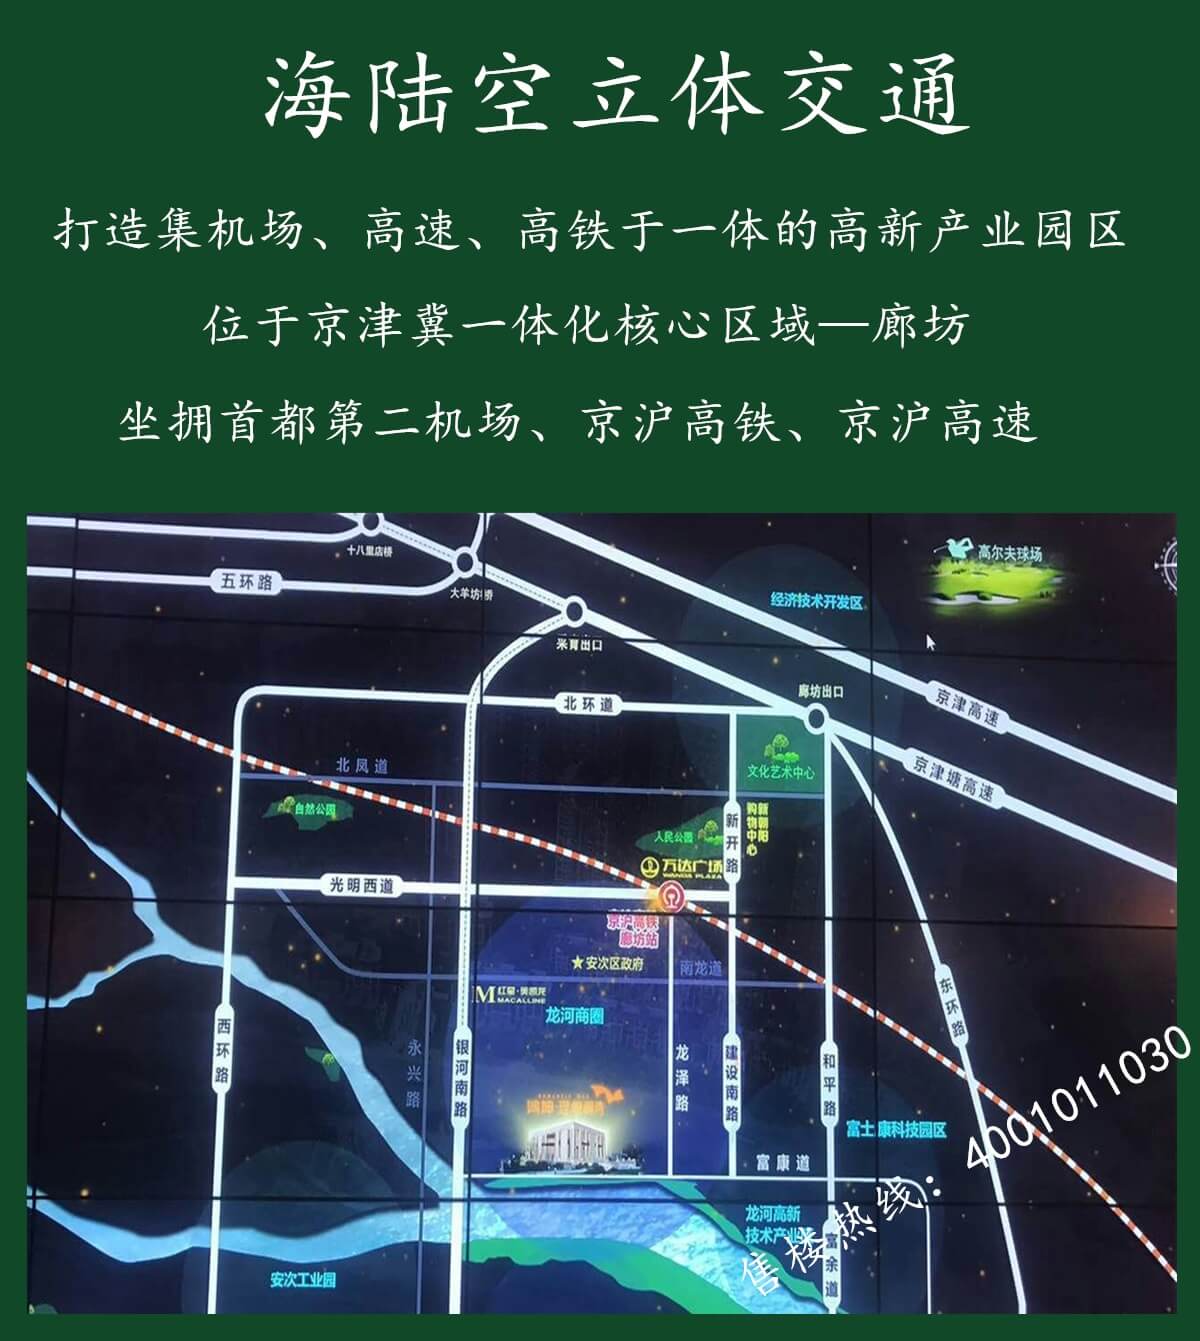 海陆空立体交通
打造集机场、高速、高铁于一体的高新产业园区
位于京津冀一体化核心区域—廊坊
坐拥首都第二机场、京沪高铁、京沪高速
十八里店桥
五环路
大羊坊桥
高尔夫球场
经济技术开发区
采育出口
廊坊出口
北环道
京津高速
京津塘高速
北凤道
文化艺术中心
自然公园
人民公园
新开路
新朝阳
购物中心
万达广场
WANDA PLAZA
光明西道
京沪高铁
廊坊站
安次区政府
南龙道
红星·美凯龙
MACALLINE
龙河商圈
东环路
西环路
永兴路
银河南路
龙泽路
建设南路
和平路
富士康科技园区
富康道
龙河高新
技术产业
富余道
安次工业园
售楼热线：4001011030